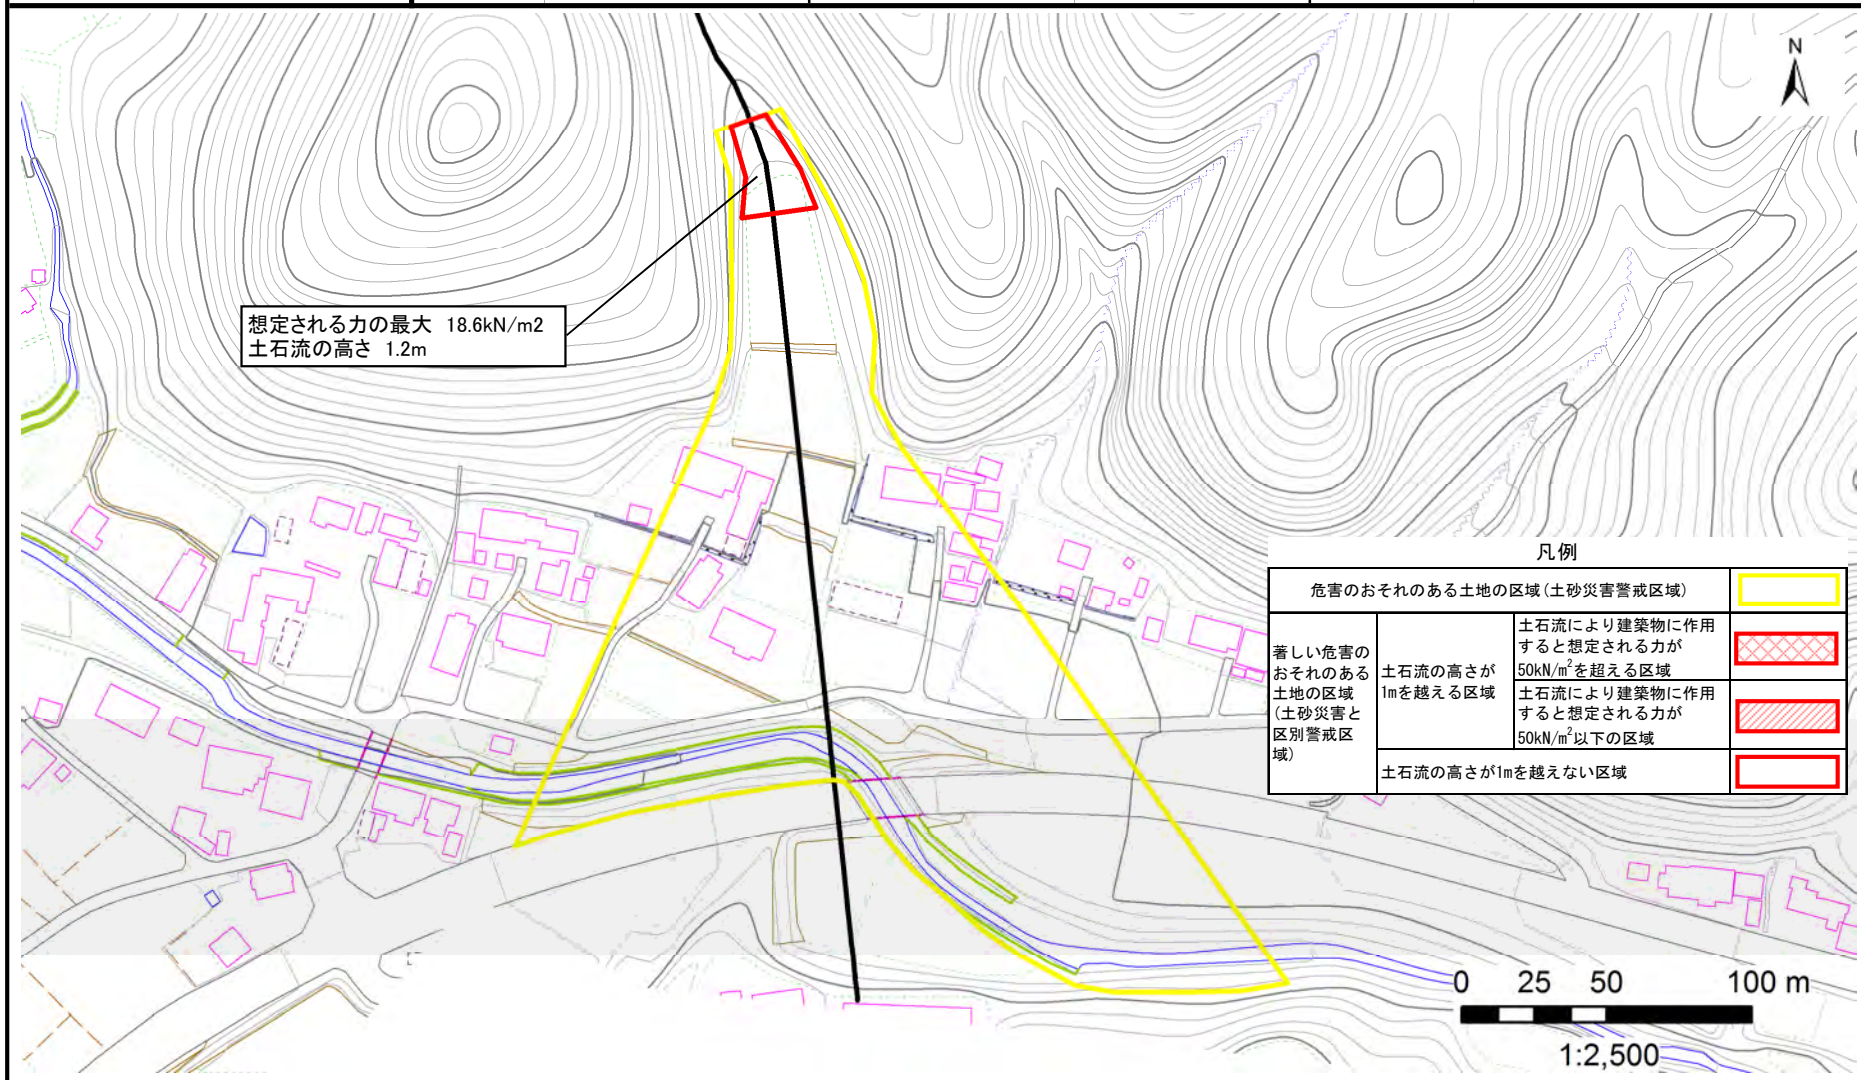 N
想定される力の最大 18.6kN/m2
土石流の高さ 1.2m
凡例
危害のおそれのある土地の区域(土砂災害警戒区域)
著しい危害の
おそれのある
土地の区域
(土砂災害と
区別警戒区
域)
土石流の高さが
1mを越える区域
土石流により建築物に作用
すると想定される力が
50kN/m²を超える区域
土石流により建築物に作用
すると想定される力が
50kN/m²以下の区域
土石流の高さが1mを越えない区域
0 25 50 100 m
1:2,500